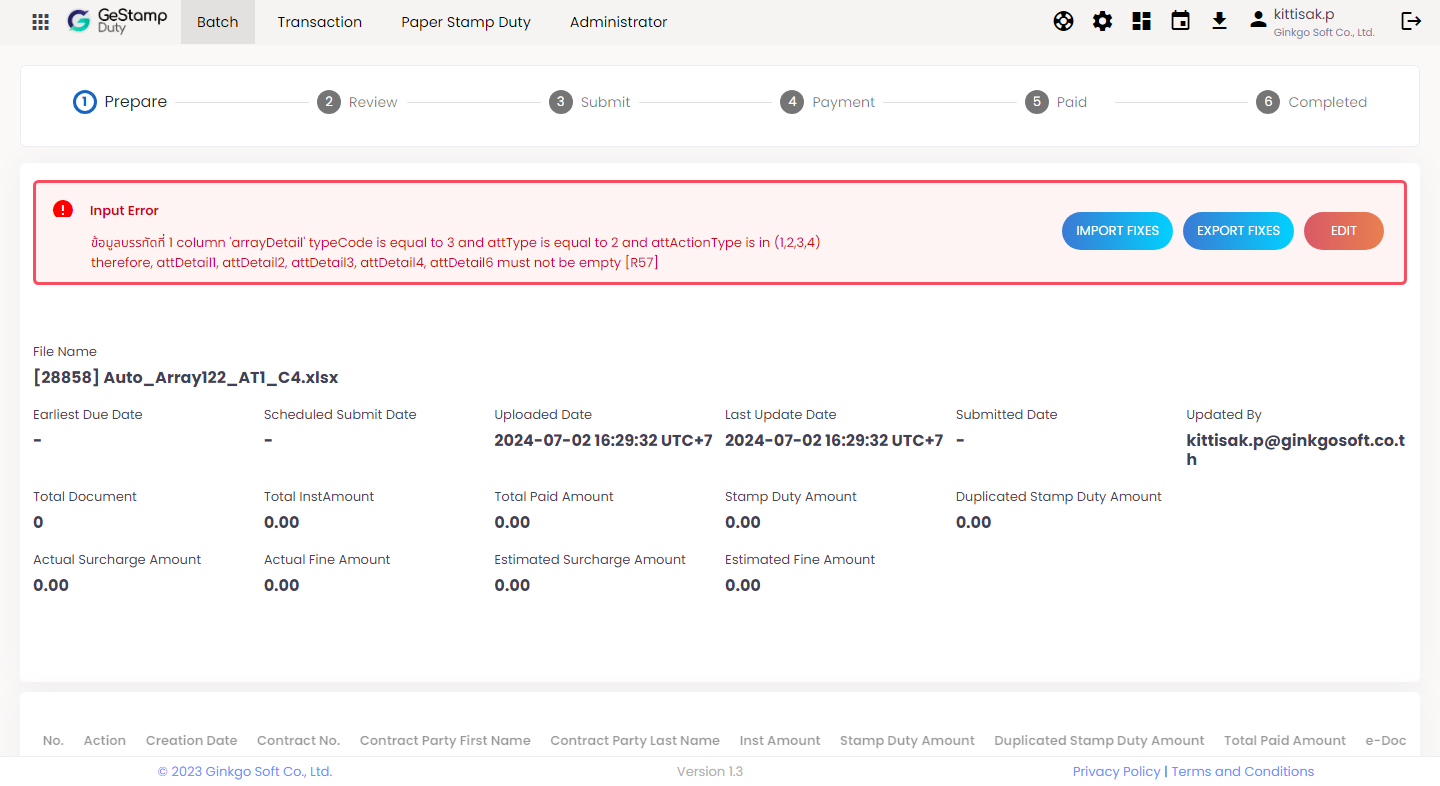 GeStamp
Duty
Batch
Transaction
Paper Stamp Duty
Administrator
kittisak.p
Ginkgo Soft Co., Ltd.
1 Prepare
2 Review
3 Submit
4 Payment
5 Paid
6 Completed
Input Error
ข้อมูลบรรทัดที่ 1 column 'arrayDetail' typeCode is equal to 3 and attType is equal to 2 and attActionType is in (1,2,3,4)
therefore, attDetail1, attDetail2, attDetail3, attDetail4, attDetail6 must not be empty [R57]
IMPORT FIXES
EXPORT FIXES
EDIT
File Name
[28858] Auto_Array122_AT1_C4.xlsx
Earliest Due Date
-
Scheduled Submit Date
-
Uploaded Date
2024-07-02 16:29:32 UTC+7
Last Update Date
2024-07-02 16:29:32 UTC+7
Submitted Date
-
Updated By
kittisak.p@ginkgosoft.co.t
h
Total Document
0
Total InstAmount
0.00
Total Paid Amount
0.00
Stamp Duty Amount
0.00
Duplicated Stamp Duty Amount
0.00
Actual Surcharge Amount
0.00
Actual Fine Amount
0.00
Estimated Surcharge Amount
0.00
Estimated Fine Amount
0.00
No. Action Creation Date Contract No. Contract Party First Name Contract Party Last Name Inst Amount Stamp Duty Amount Duplicated Stamp Duty Amount Total Paid Amount e-Doc
© 2023 Ginkgo Soft Co., Ltd.
Version 1.3
Privacy Policy | Terms and Conditions